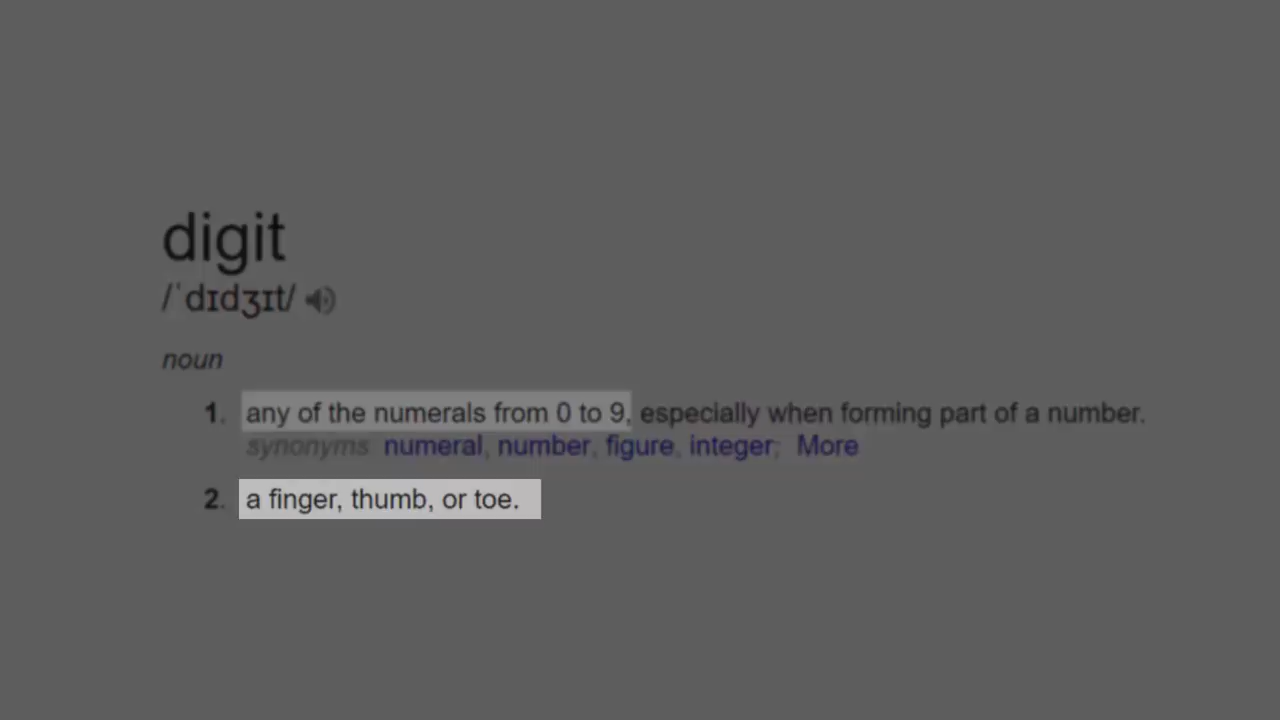 digit
/ˈdɪdʒɪt/
noun
1. any of the numerals from 0 to 9, especially when forming part of a number.
synonyms: numeral, number, figure, integer; More
2. a finger, thumb, or toe.